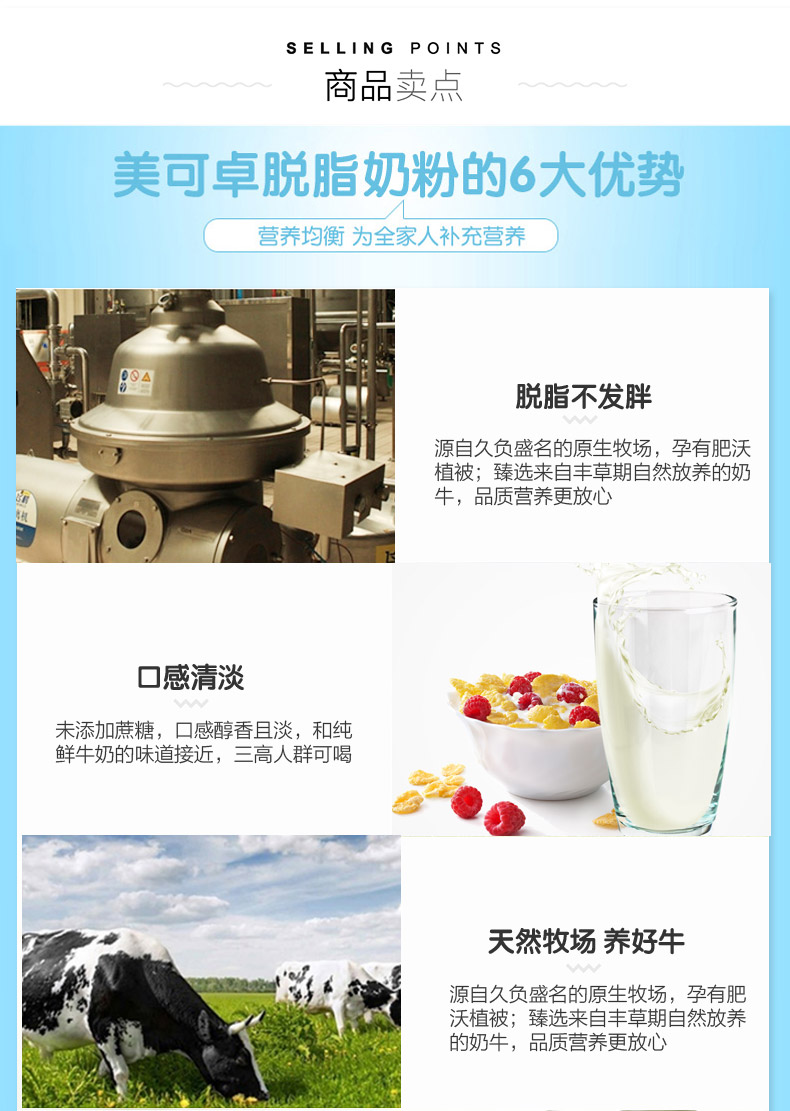 SELLING POINTS
商品卖点
美可卓脱脂奶粉的6大优势
营养均衡 为全家人补充营养
脱脂不发胖
源自久负盛名的原生牧场，孕有肥沃
植被；臻选来自丰草期自然放养的奶
牛，品质营养更放心
口感清淡
未添加蔗糖，口感醇香且淡，和纯
鲜牛奶的味道接近，三高人群可喝
天然牧场 养好牛
源自久负盛名的原生牧场，孕有肥
沃植被；臻选来自丰草期自然放养
的奶牛，品质营养更放心